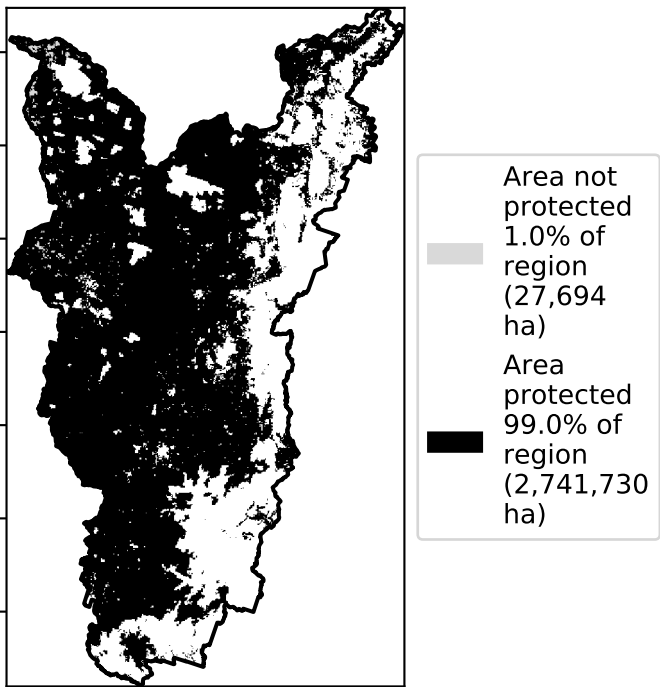 Area not
protected
1.0% of
region
(27,694
ha)
Area
protected
99.0% of
region
(2,741,730
ha)